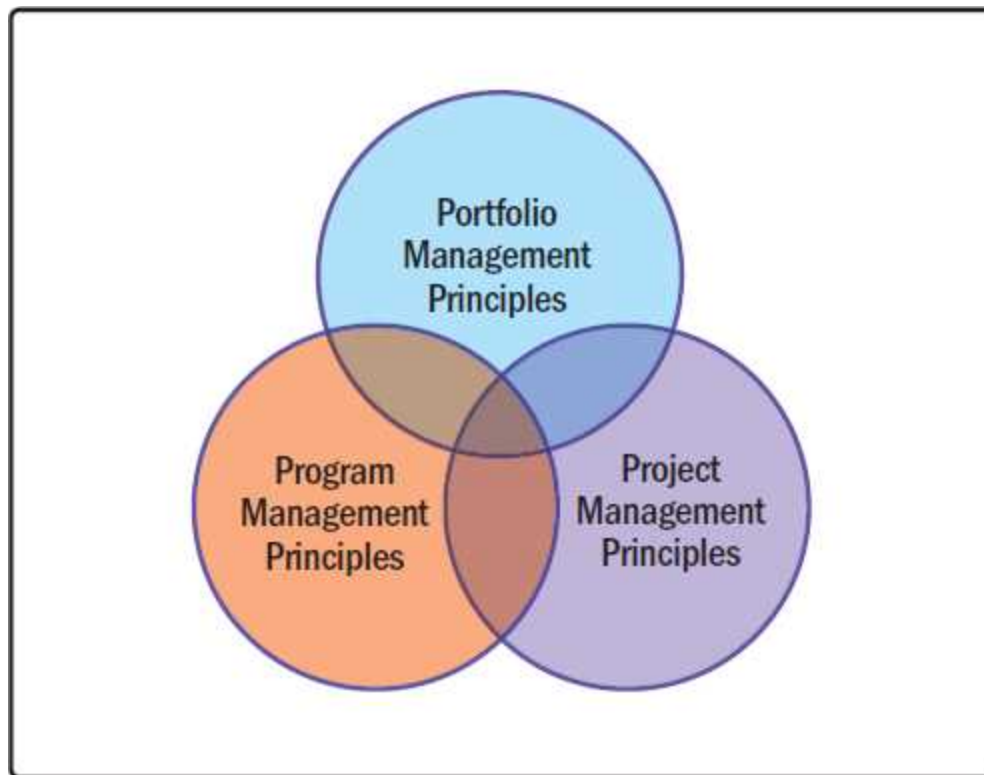 Portfolio
Management
Principles
Program
Management
Principles
Project
Management
Principles